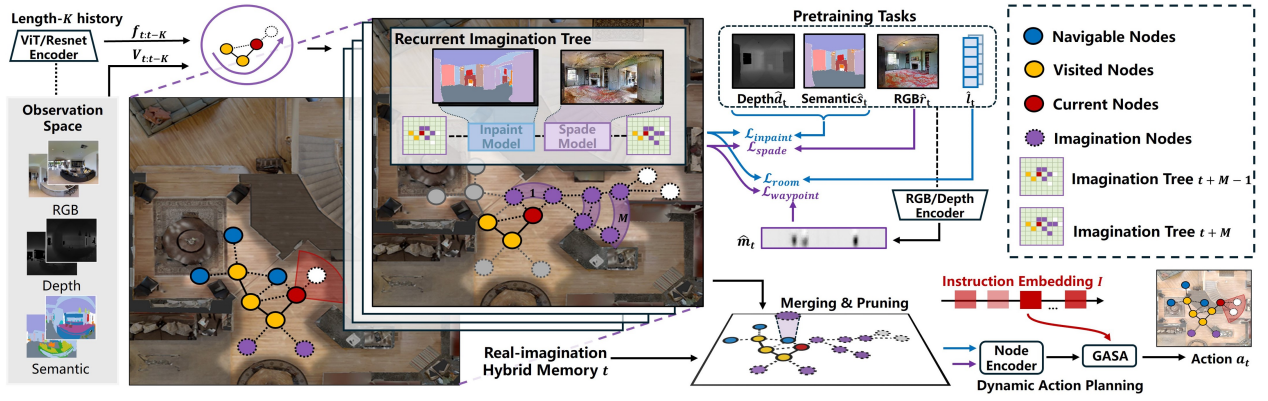 Length-K history
ViT/Resnet
Encoder
f_{t:t−K}
V_{t:t−K}
Observation
Space
RGB
Depth
Semantic
Recurrent Imagination Tree
Inpaint
Model
Spade
Model
1
M
Real-imagination
Hybrid Memory t
Pretraining Tasks
Depth d̂_t
Semantic ŝ_t
RGB r̂_t
l̂_t
ℒ_inpaint
ℒ_spade
ℒ_room
ℒ_waypoint
RGB/Depth
Encoder
m̂_t
Merging & Pruning
Navigable Nodes
Visited Nodes
Current Nodes
Imagination Nodes
Imagination Tree t + M − 1
Imagination Tree t + M
Instruction Embedding I
...
Node
Encoder
GASA
Action a_t
Dynamic Action Planning